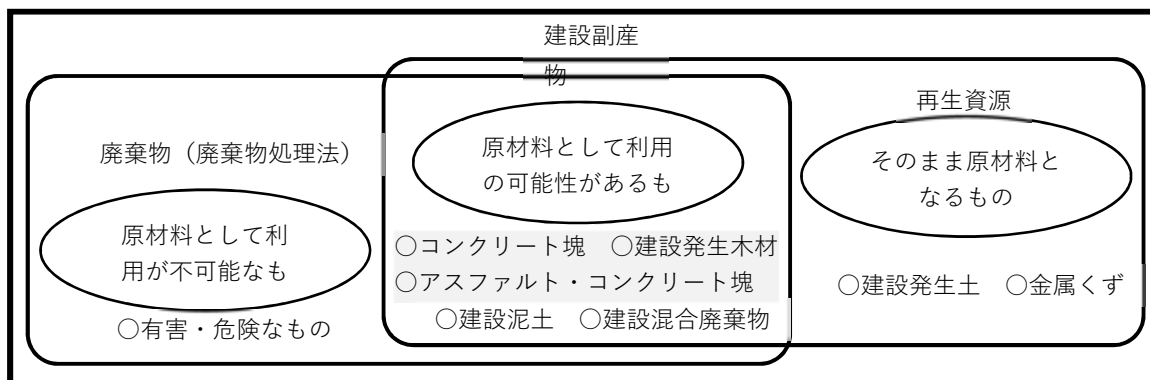 建設副産
物
再生資源
廃棄物（廃棄物処理法）
原材料として利用
の可能性があるも
そのまま原材料と
なるもの
原材料として利
用が不可能なも
○コンクリート塊　○建設発生木材
○アスファルト・コンクリート塊
○建設発生土　○金属くず
○有害・危険なもの
○建設泥土　○建設混合廃棄物